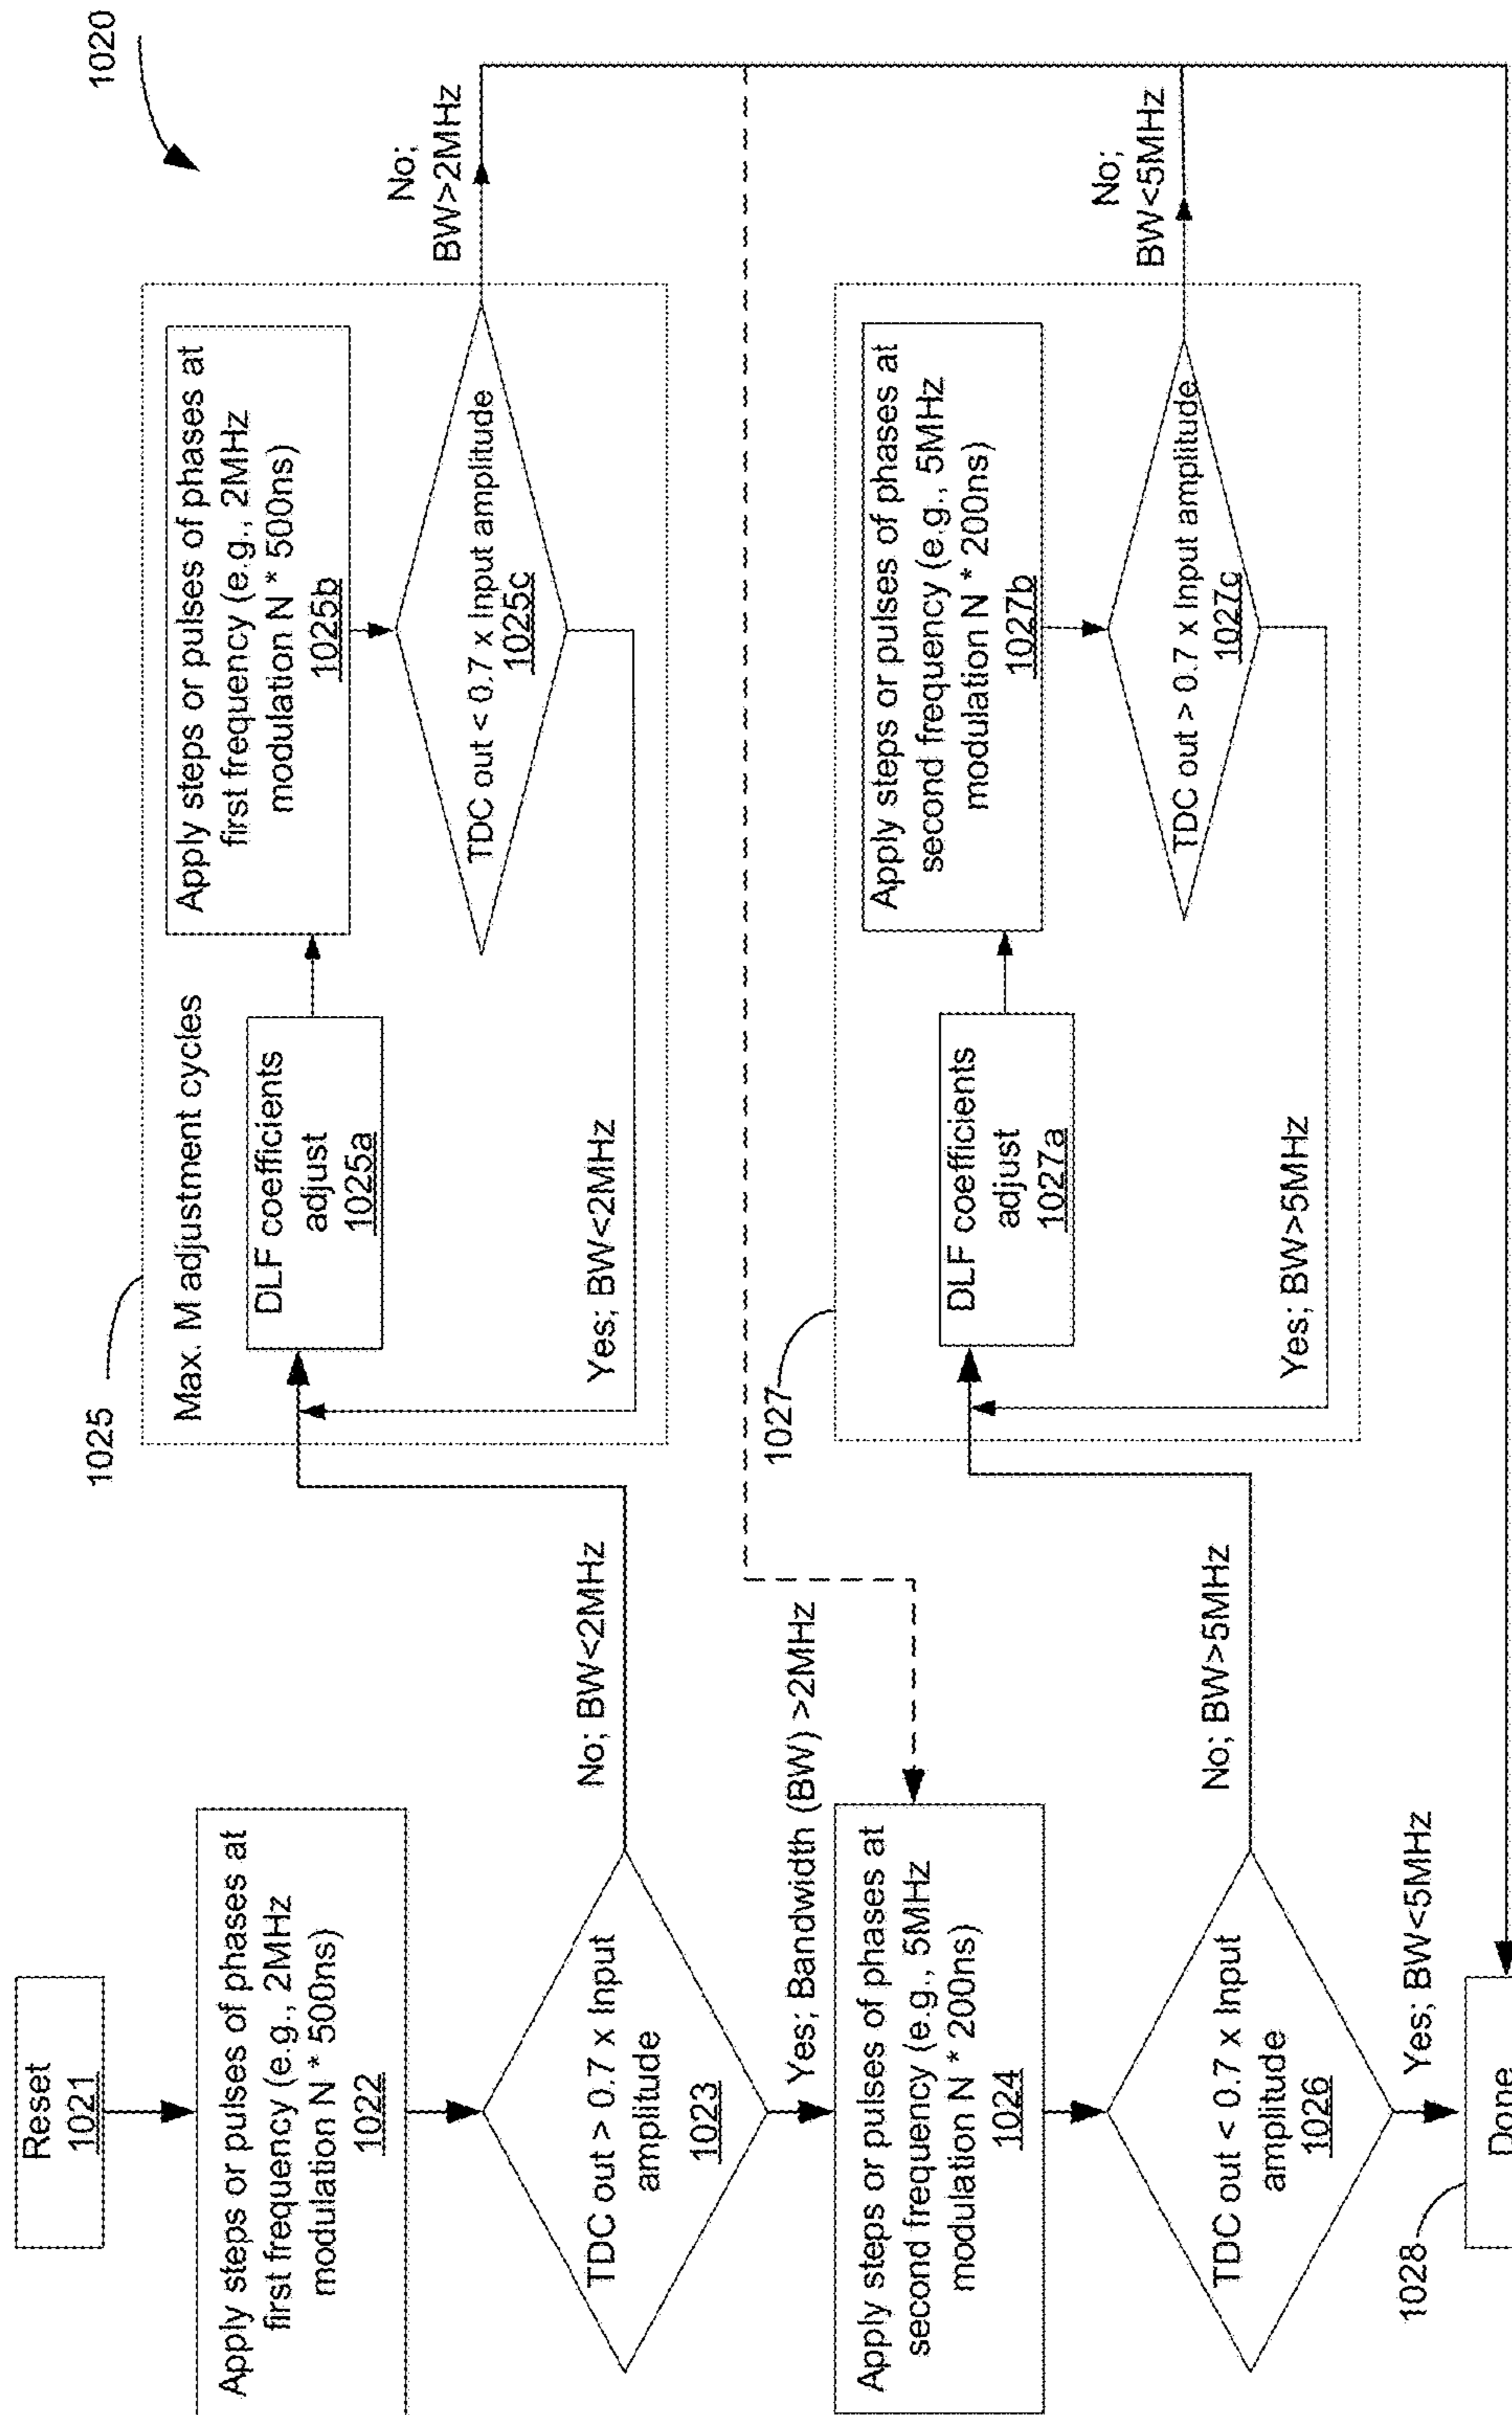 1020
Reset
1021
Apply steps or pulses of phases at
first frequency (e.g., 2MHz
modulation N * 500ns)
1022
TDC out > 0.7 x Input
amplitude
1023
No; BW<2MHz
Yes; Bandwidth (BW) >2MHz
Apply steps or pulses of phases at
second frequency (e.g., 5MHz
modulation N * 200ns)
1024
TDC out < 0.7 x Input
amplitude
1026
No; BW>5MHz
Yes; BW<5MHz
1028
Done
1025
Max. M adjustment cycles
DLF coefficients
adjust
1025a
Apply steps or pulses of phases at
first frequency (e.g., 2MHz
modulation N * 500ns)
1025b
TDC out < 0.7 x Input amplitude
1025c
Yes; BW<2MHz
No;
BW>2MHz
1027
DLF coefficients
adjust
1027a
Apply steps or pulses of phases at
second frequency (e.g., 5MHz
modulation N * 200ns)
1027b
TDC out > 0.7 x Input amplitude
1027c
Yes; BW>5MHz
No;
BW<5MHz